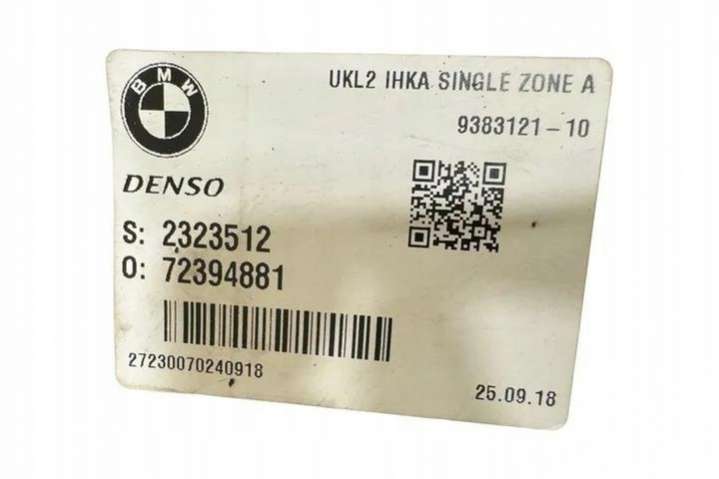 BMW
UKL2 IHKA SINGLE ZONE A
9383121-10
DENSO
S: 2323512
O: 72394881
27230070240918
25.09.18